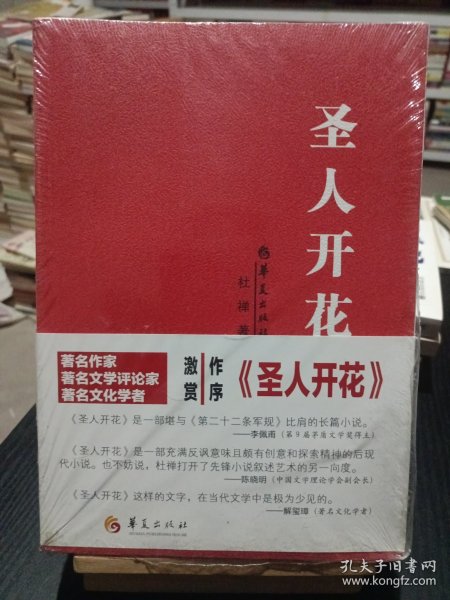 圣人开花
杜禅 著
华夏出版社
著名作家
著名文学评论家
著名文化学者
激赏
作序
《圣人开花》
《圣人开花》是一部堪与《第二十二条军规》比肩的长篇小说。
——李佩甫（第9届茅盾文学奖得主）
《圣人开花》是一部充满反讽意味且颇有创意和探索精神的后现
代小说。也不妨说，杜禅打开了先锋小说叙述艺术的另一向度。
——陈晓明（中国文学理论学会副会长）
《圣人开花》这样的文字，在当代文学中是极为少见的。
——解玺璋（著名文化学者）
华夏出版社
孔夫子旧书网
www.kongfz.com